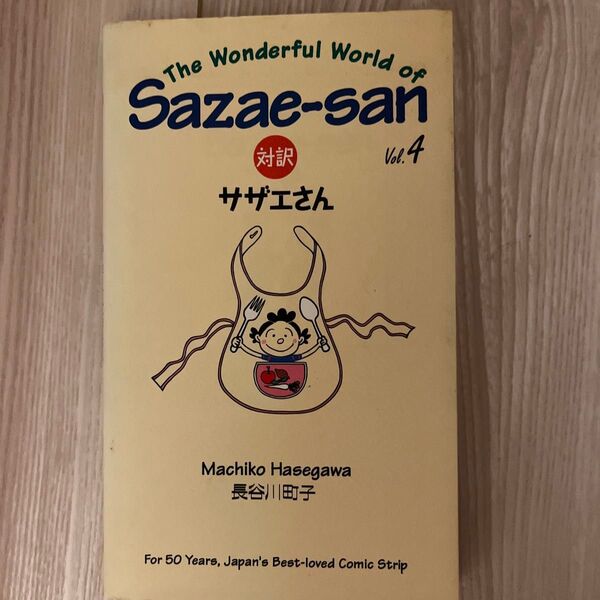 The Wonderful World of
Sazae-san
対訳
Vol.4
サザエさん
Machiko Hasegawa
長谷川町子
For 50 Years, Japan's Best-loved Comic Strip